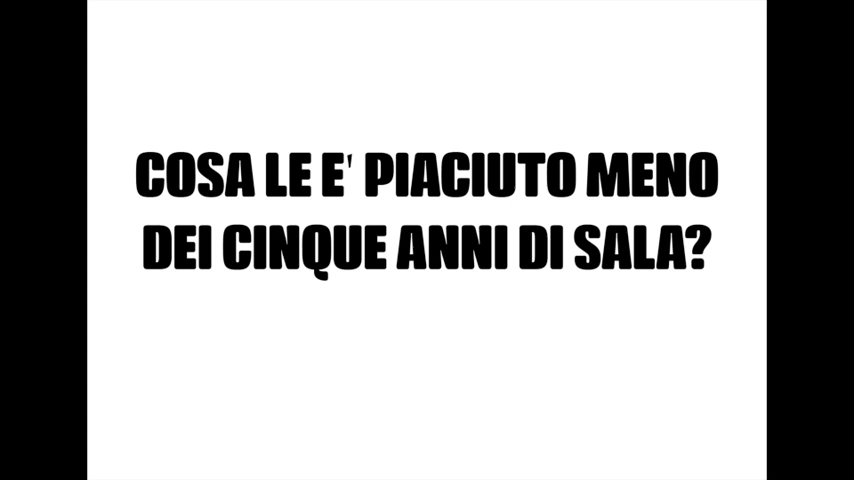 COSA LE E' PIACIUTO MENO
DEI CINQUE ANNI DI SALA?